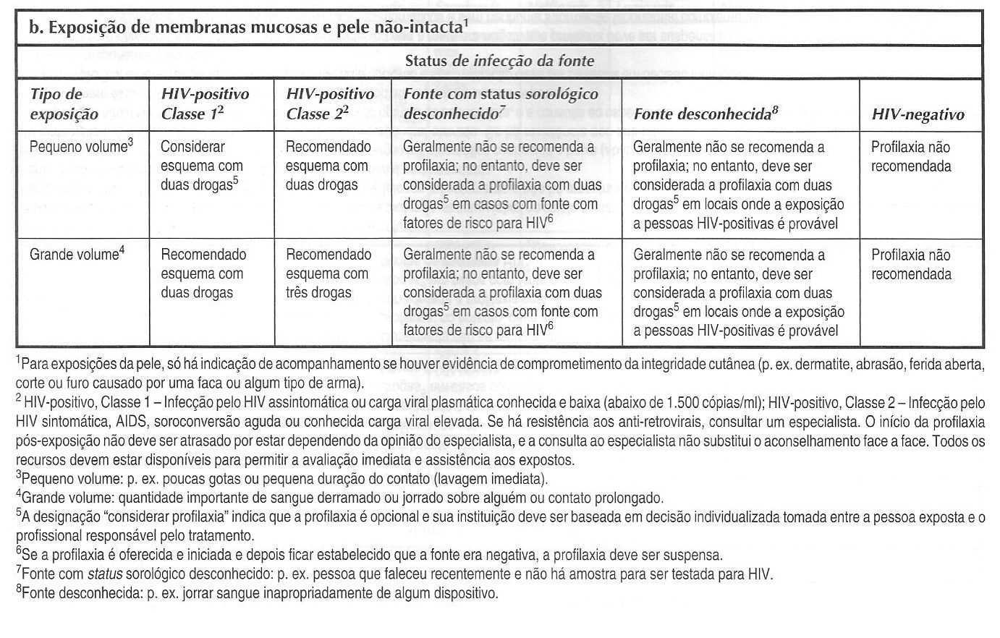 b. Exposição de membranas mucosas e pele não-intacta¹
Status de infecção da fonte
Tipo de exposição
HIV-positivo Classe 1²
HIV-positivo Classe 2²
Fonte com status sorológico desconhecido⁷
Fonte desconhecida⁸
HIV-negativo
Pequeno volume³
Considerar
esquema com
duas drogas⁵
Recomendado
esquema com
duas drogas
Geralmente não se recomenda a
profilaxia; no entanto, deve ser
considerada a profilaxia com duas
drogas⁵ em casos com fonte com
fatores de risco para HIV⁶
Geralmente não se recomenda a
profilaxia; no entanto, deve ser
considerada a profilaxia com duas
drogas⁵ em locais onde a exposição
a pessoas HIV-positivas é provável
Profilaxia não
recomendada
Grande volume⁴
Recomendado
esquema com
duas drogas
Recomendado
esquema com
três drogas
Geralmente não se recomenda a
profilaxia; no entanto, deve ser
considerada a profilaxia com duas
drogas⁵ em casos com fonte com
fatores de risco para HIV⁶
Geralmente não se recomenda a
profilaxia; no entanto, deve ser
considerada a profilaxia com duas
drogas⁵ em locais onde a exposição
a pessoas HIV-positivas é provável
Profilaxia não
recomendada
¹Para exposições da pele, só há indicação de acompanhamento se houver evidência de comprometimento da integridade cutânea (p. ex. dermatite, abrasão, ferida aberta,
corte ou furo causado por uma faca ou algum tipo de arma).
² HIV-positivo, Classe 1 – Infecção pelo HIV assintomática ou carga viral plasmática conhecida e baixa (abaixo de 1.500 cópias/ml); HIV-positivo, Classe 2 – Infecção pelo
HIV sintomática, AIDS, soroconversão aguda ou conhecida carga viral elevada. Se há resistência aos anti-retrovirais, consultar um especialista. O início da profilaxia
pós-exposição não deve ser atrasado por estar dependendo da opinião do especialista, e a consulta ao especialista não substitui o aconselhamento face a face. Todos os
recursos devem estar disponíveis para permitir a avaliação imediata e assistência aos expostos.
³Pequeno volume: p. ex. poucas gotas ou pequena duração do contato (lavagem imediata).
⁴Grande volume: quantidade importante de sangue derramado ou jorrado sobre alguém ou contato prolongado.
⁵A designação “considerar profilaxia” indica que a profilaxia é opcional e sua instituição deve ser baseada em decisão individualizada tomada entre a pessoa exposta e o
profissional responsável pelo tratamento.
⁶Se a profilaxia é oferecida e iniciada e depois ficar estabelecido que a fonte era negativa, a profilaxia deve ser suspensa.
⁷Fonte com status sorológico desconhecido: p. ex. pessoa que faleceu recentemente e não há amostra para ser testada para HIV.
⁸Fonte desconhecida: p. ex. jorrar sangue inapropriadamente de algum dispositivo.